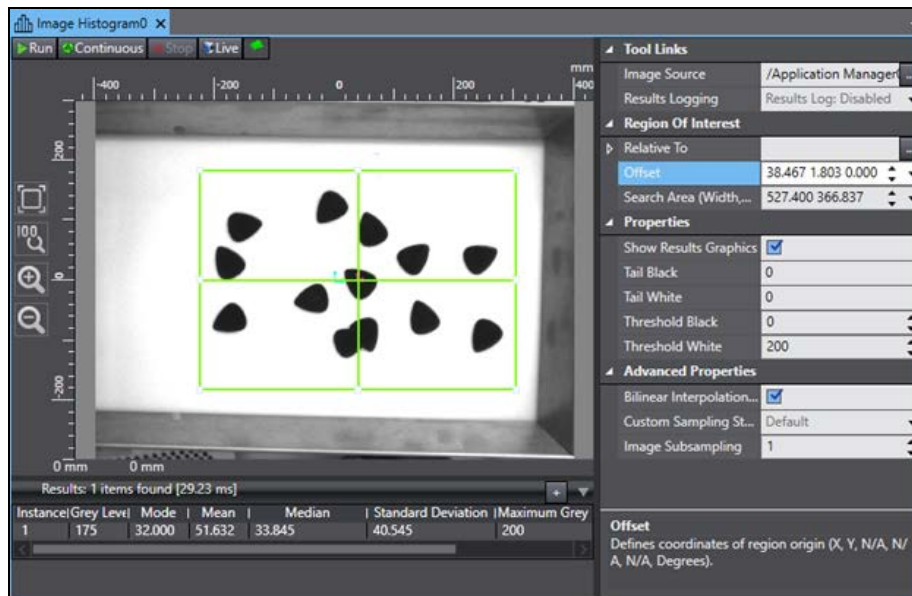 Image Histogram0 ×
Run Continuous Stop Live
mm
-400 -200 0 200 400
200
0
-200
100
0 mm 0 mm
Results: 1 items found [29.23 ms]
Instance|Grey Level Mode | Mean | Median | Standard Deviation |Maximum Grey
1 175 32.000 51.632 33.845 40.545 200
Tool Links
Image Source /Application Manager
Results Logging Results Log: Disabled
Region Of Interest
Relative To
Offset 38.467 1.803 0.000
Search Area (Width,... 527.400 366.837
Properties
Show Results Graphics
Tail Black 0
Tail White 0
Threshold Black 0
Threshold White 200
Advanced Properties
Bilinear Interpolation...
Custom Sampling St... Default
Image Subsampling 1
Offset
Defines coordinates of region origin (X, Y, N/A, N/
A, N/A, Degrees).